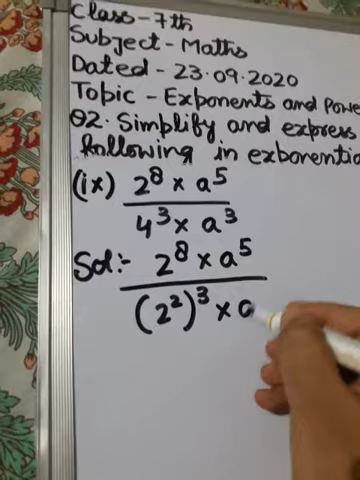 Class-7th
Subject-Maths
Dated-23.09.2020
Topic-Exponents and Powe
Q2. Simplify and express
following in exponentia
(ix) 2⁸ × a⁵
4³ × a³
Sol:- 2⁸ × a⁵
(2²)³ × a